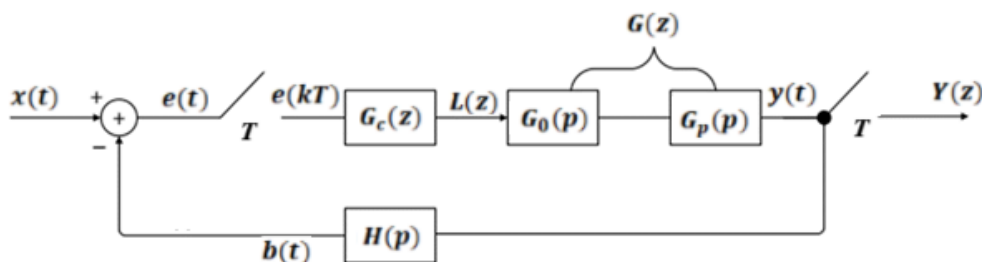 G(z)
x(t) + e(t) e(kT) L(z) y(t) Y(z)
+ G_c(z) G_0(p) G_p(p)
− T T
H(p)
b(t)